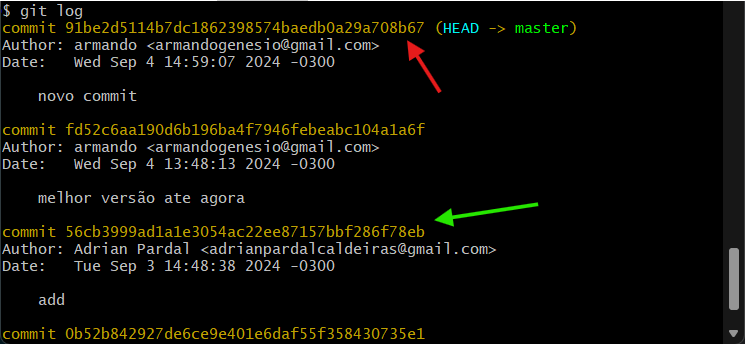 $ git log
commit 91be2d5114b7dc1862398574baedb0a29a708b67 (HEAD -> master)
Author: armando <armandogenesio@gmail.com>
Date:   Wed Sep 4 14:59:07 2024 -0300
novo commit
commit fd52c6aa190d6b196ba4f7946febeabc104a1a6f
Author: armando <armandogenesio@gmail.com>
Date:   Wed Sep 4 13:48:13 2024 -0300
melhor versão ate agora
commit 56cb3999ad1a1e3054ac22ee87157bbf286f78eb
Author: Adrian Pardal <adrianpardalcaldeiras@gmail.com>
Date:   Tue Sep 3 14:48:38 2024 -0300
add
commit 0b52b842927de6ce9e401e6daf55f358430735e1